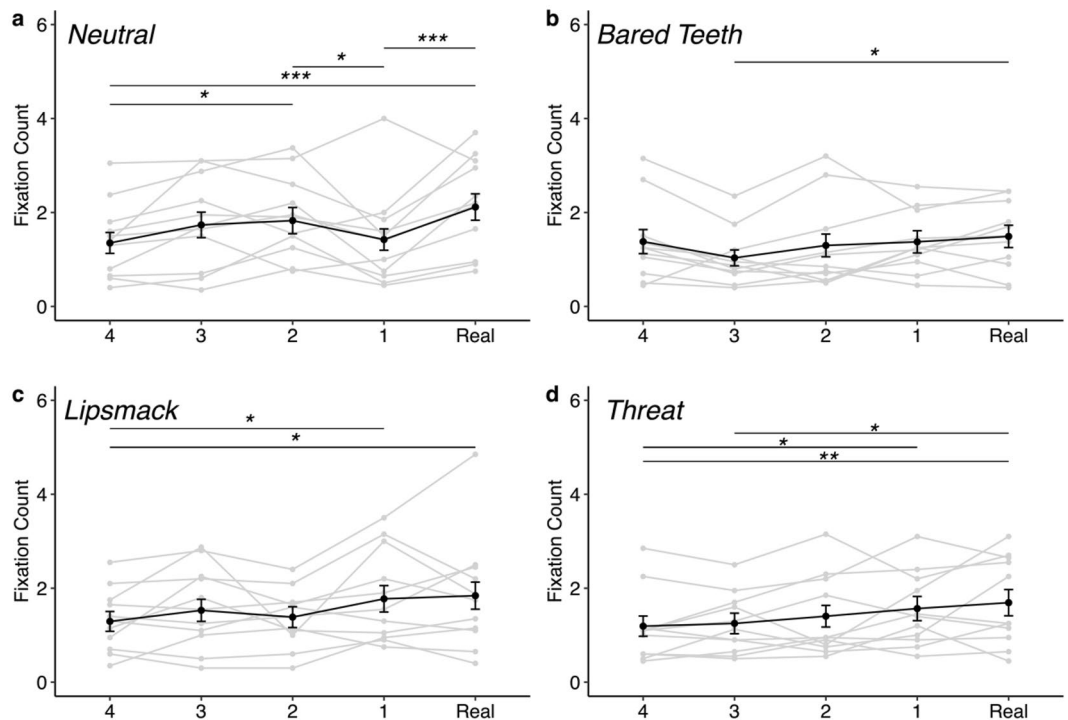 a
Neutral
Fixation Count
6
4
2
0
***
*
***
*
4 3 2 1 Real
b
Bared Teeth
Fixation Count
6
4
2
0
*
4 3 2 1 Real
c
Lipsmack
Fixation Count
6
4
2
0
*
*
4 3 2 1 Real
d
Threat
Fixation Count
6
4
2
0
*
*
**
4 3 2 1 Real